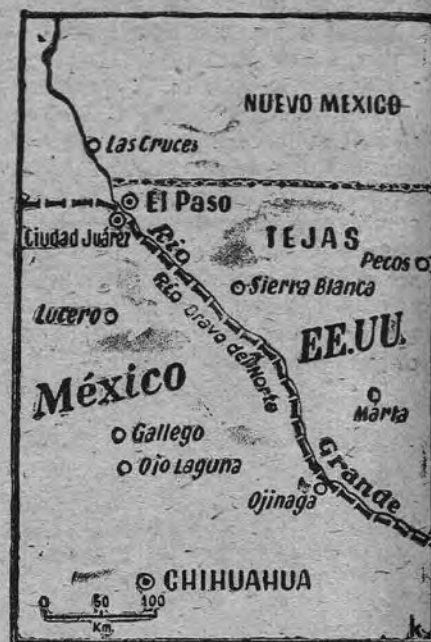 NUEVO MEXICO
Las Cruces
El Paso
Ciudad Juárez
Río
TEJAS
Pecos
Sierra Blanca
Río Bravo del Norte
Lucero
EE.UU.
México
Marta
Gallego
Grande
Ojo Laguna
Ojinaga
CHIHUAHUA
0 50 100
Km.
k